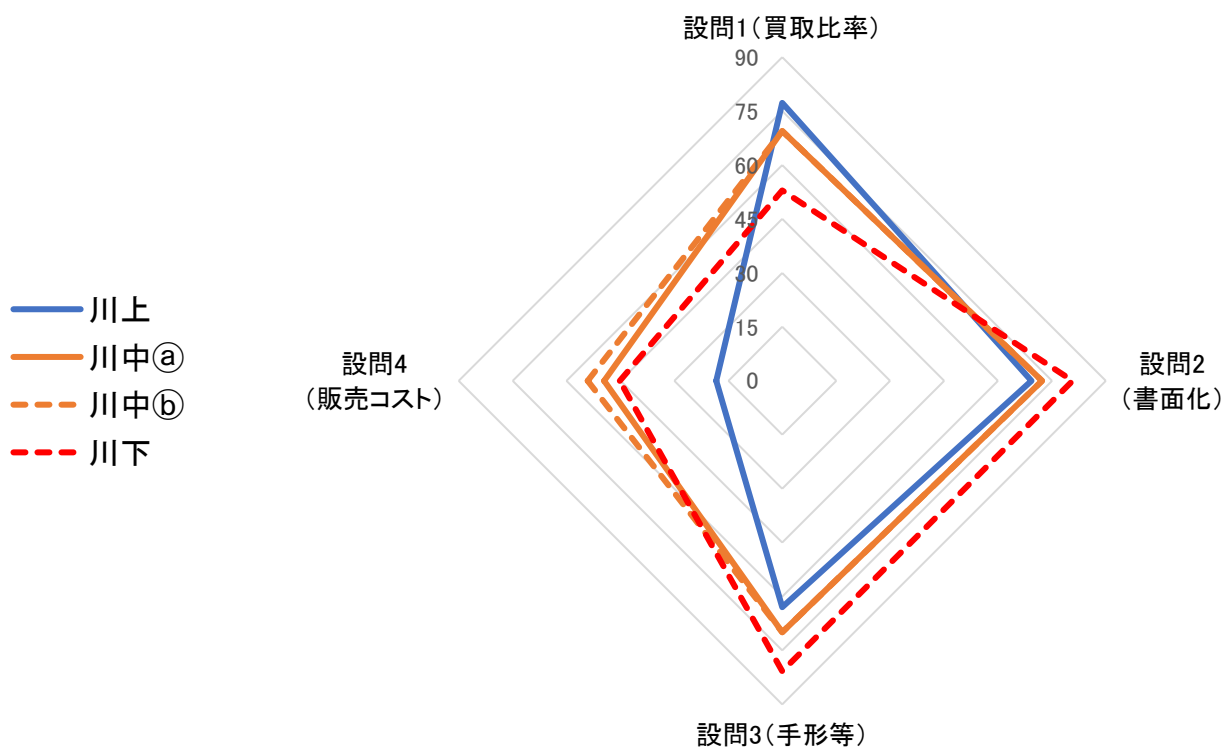 設問1(買取比率)
90
75
60
45
30
15
0
設問2
(書面化)
設問3(手形等)
設問4
(販売コスト)
川上
川中ⓐ
川中ⓑ
川下